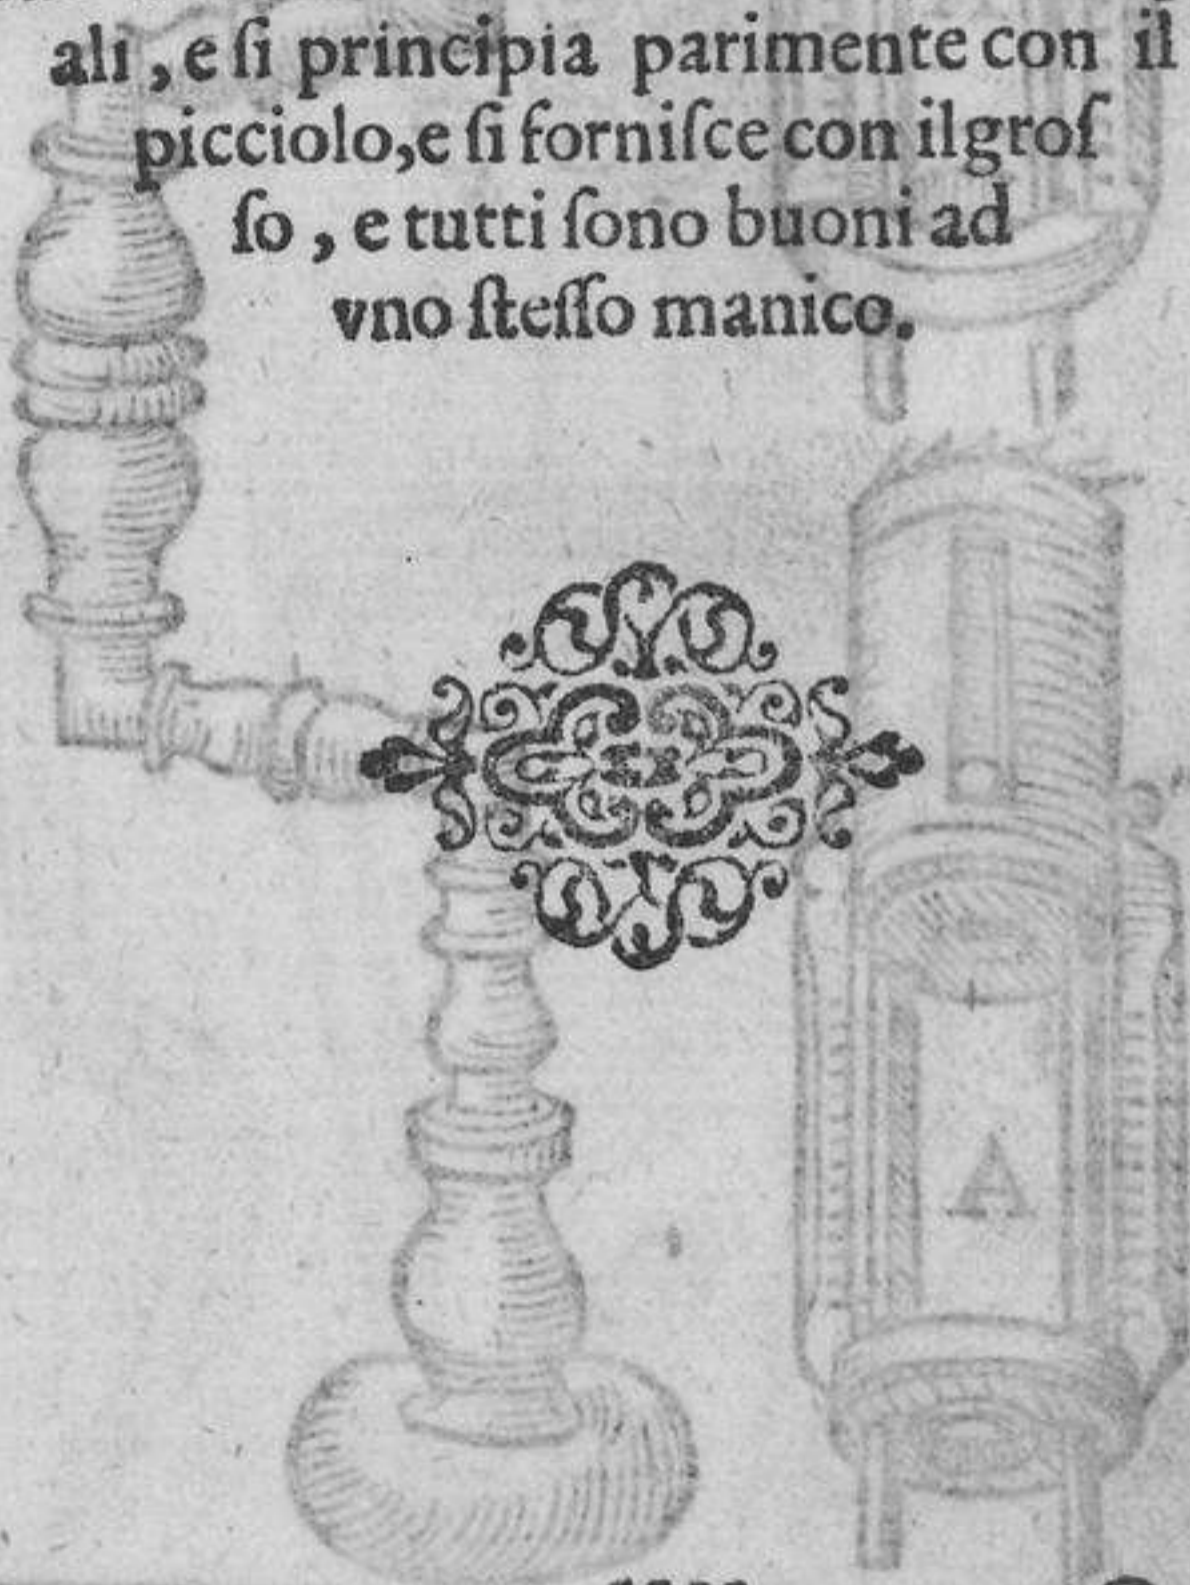 ali, e ſi principia parimente con il
picciolo, e ſi forniſce con il groſ
ſo, e tutti ſono buoni ad
vno ſteſſo manico.
A